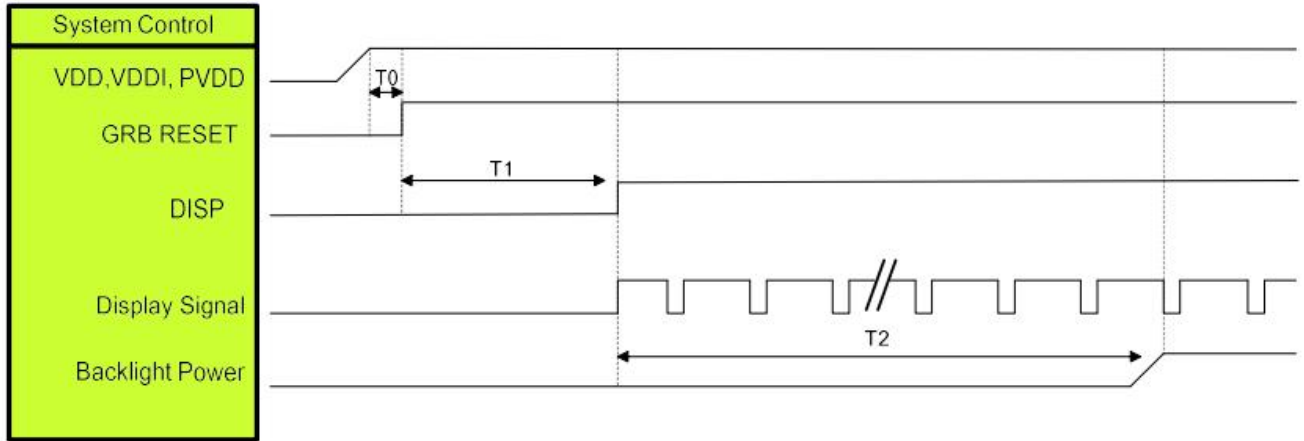 System Control
VDD,VDDI, PVDD
T0
GRB RESET
T1
DISP
Display Signal
T2
Backlight Power